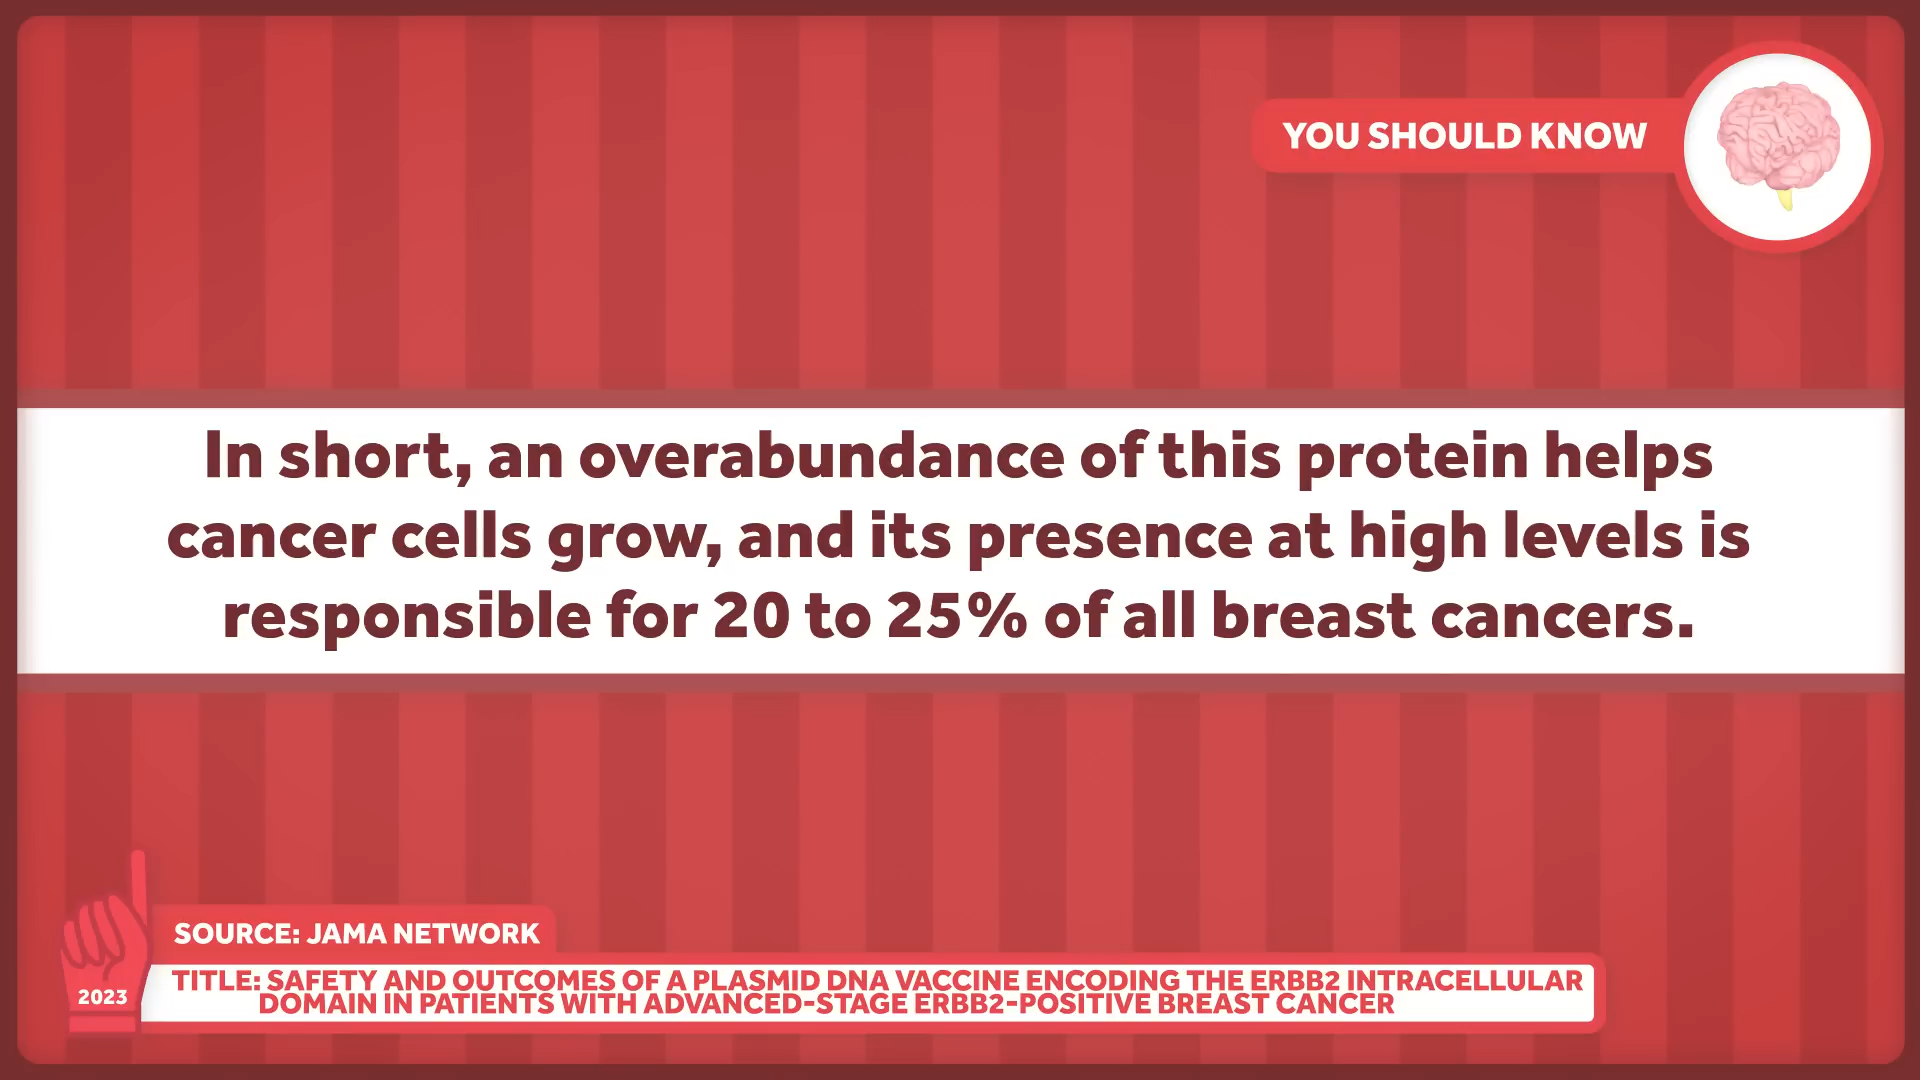 YOU SHOULD KNOW
In short, an overabundance of this protein helps
cancer cells grow, and its presence at high levels is
responsible for 20 to 25% of all breast cancers.
SOURCE: JAMA NETWORK
2023
TITLE: SAFETY AND OUTCOMES OF A PLASMID DNA VACCINE ENCODING THE ERBB2 INTRACELLULAR
DOMAIN IN PATIENTS WITH ADVANCED-STAGE ERBB2-POSITIVE BREAST CANCER